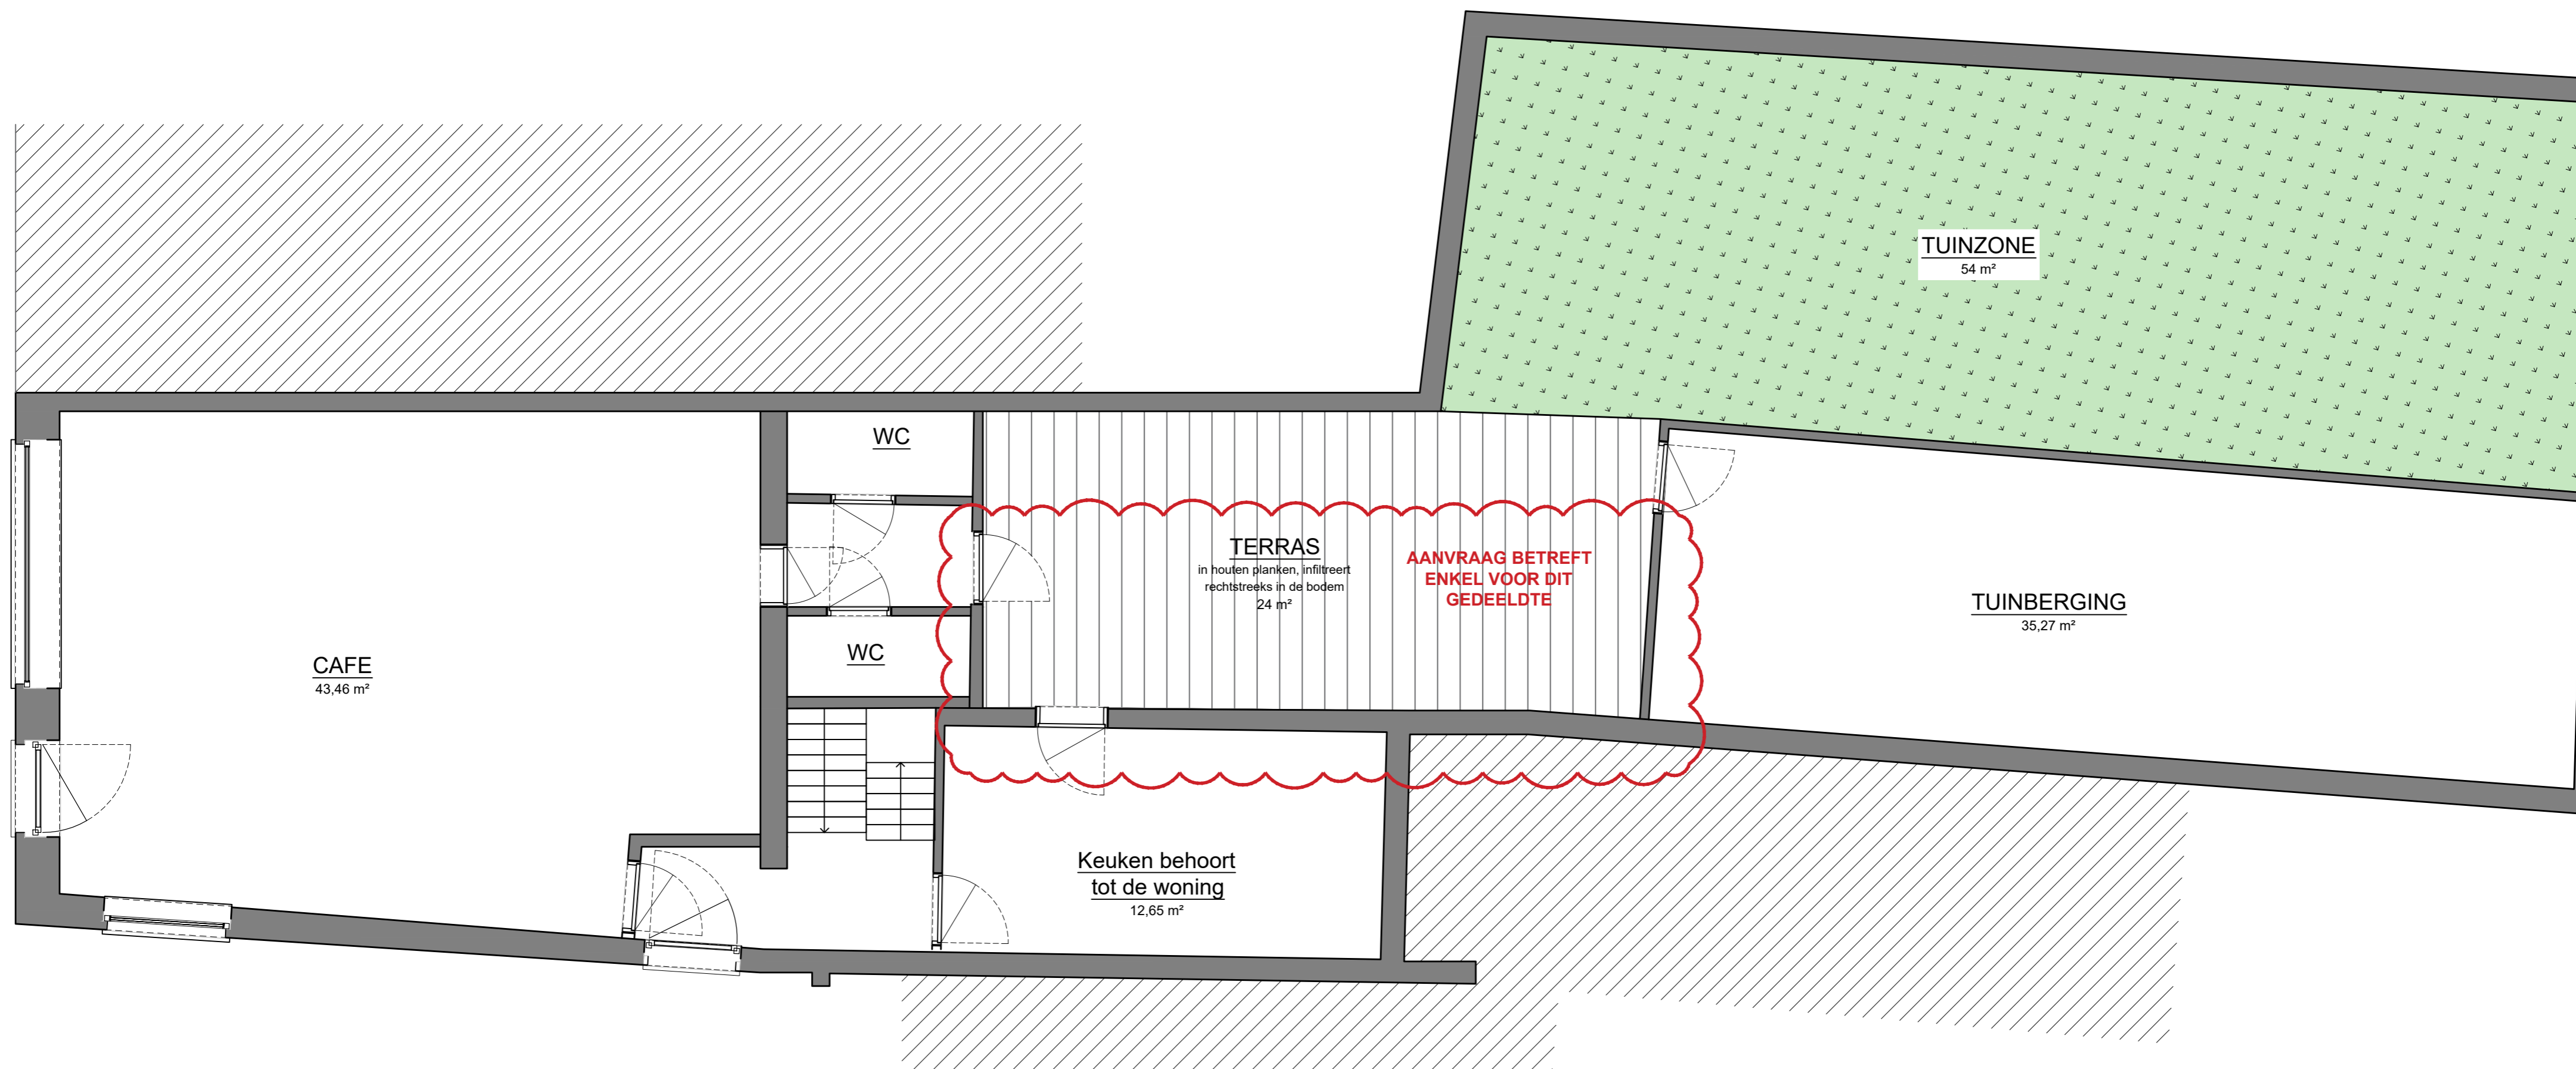 TUINZONE
54 m²
WC
TERRAS
in houten planken, infiltreert
rechtstreeks in de bodem
24 m²
AANVRAAG BETREFT
ENKEL VOOR DIT
GEDEELDTE
TUINBERGING
35,27 m²
CAFE
43,46 m²
WC
Keuken behoort
tot de woning
12,65 m²